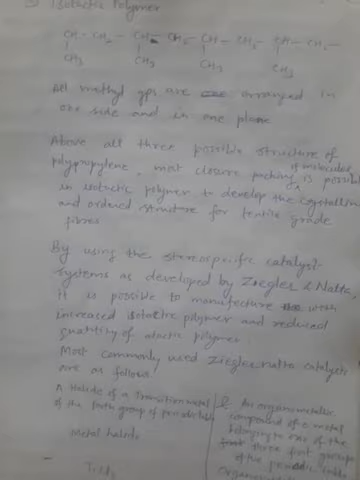 3) Isotactic Polymer
CH - CH2 - CH - CH2 - CH - CH2 - CH - CH2 -
CH3 CH3 CH3 CH3
All methyl gps are arranged in
one side and in one plane
Above all three possible structure of
polypropylene, most closure packing of molecules is possible
in isotactic polymer to develop the crystalline
and ordered structure for textile grade
fibres
By using the stereospecific catalyst
systems as developed by Ziegler & Natta,
it is possible to manufacture with
increased isotactic polymer and reduced
quantity of atactic polymer
Most commonly used Ziegler natta catalysts
are as follows.
A Halide of a Transition metal
of the group of periodic table
Metal halide
TiCl3
& An organometallic
compound of a metal
belonging to one of the
three first groups
of the periodic table